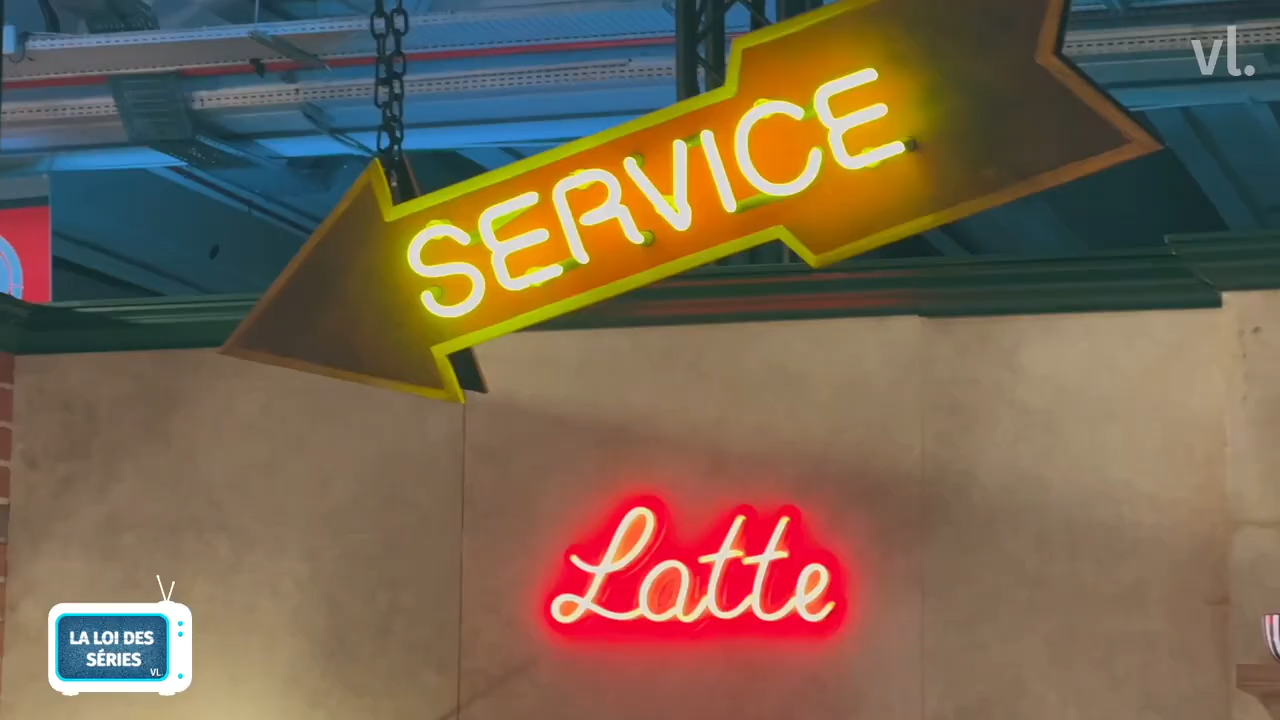 vl.
SERVICE
Latte
LA LOI DES
SÉRIES
VL